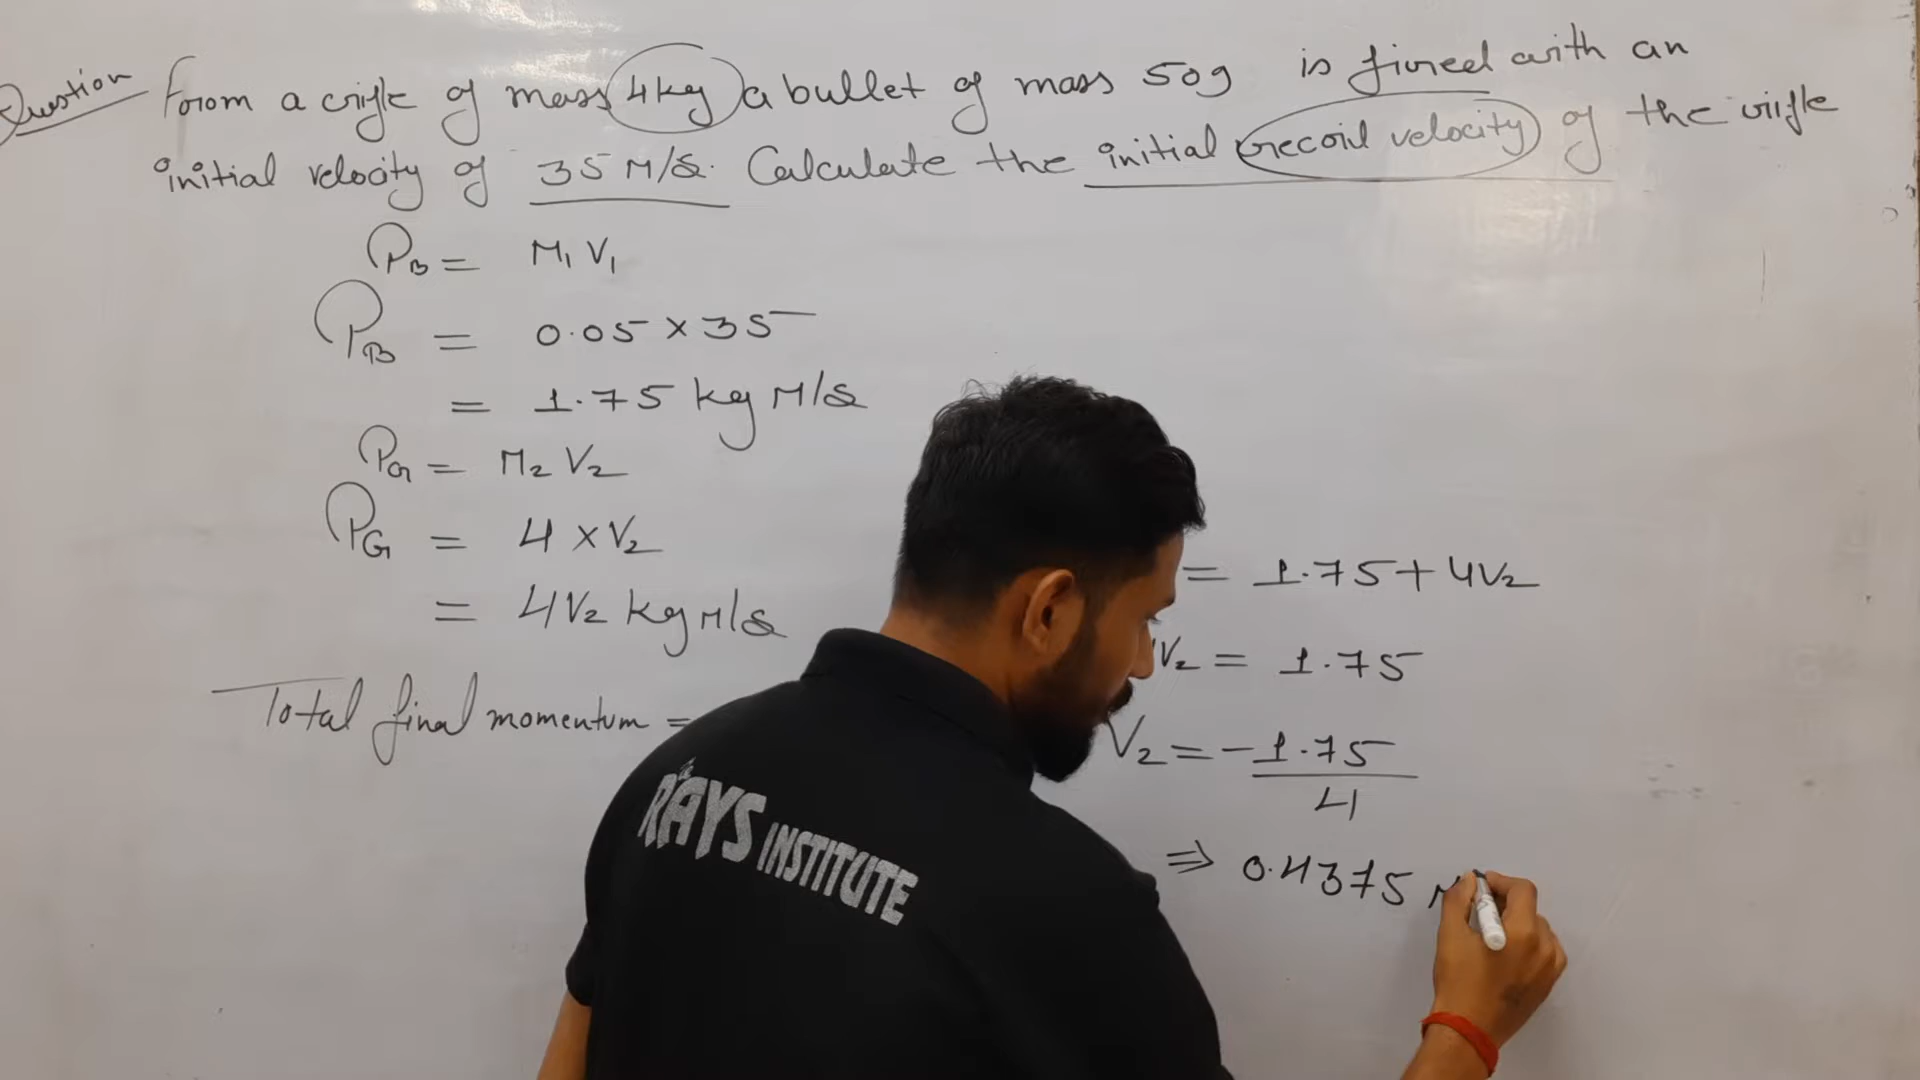 Question From a rifle of mass 4kg a bullet of mass 50g is fired with an
initial velocity of 35 M/s. Calculate the initial recoil velocity of the rifle
PB = M1 V1
PB = 0.05 × 35
= 1.75 kg M/s
PG = M2 V2
PG = 4 × V2
= 4V2 kg M/s
Total final momentum =
= 1.75 + 4V2
V2 = 1.75
V2 = - 1.75
4
⇒ 0.4375 M
RAYS INSTITUTE